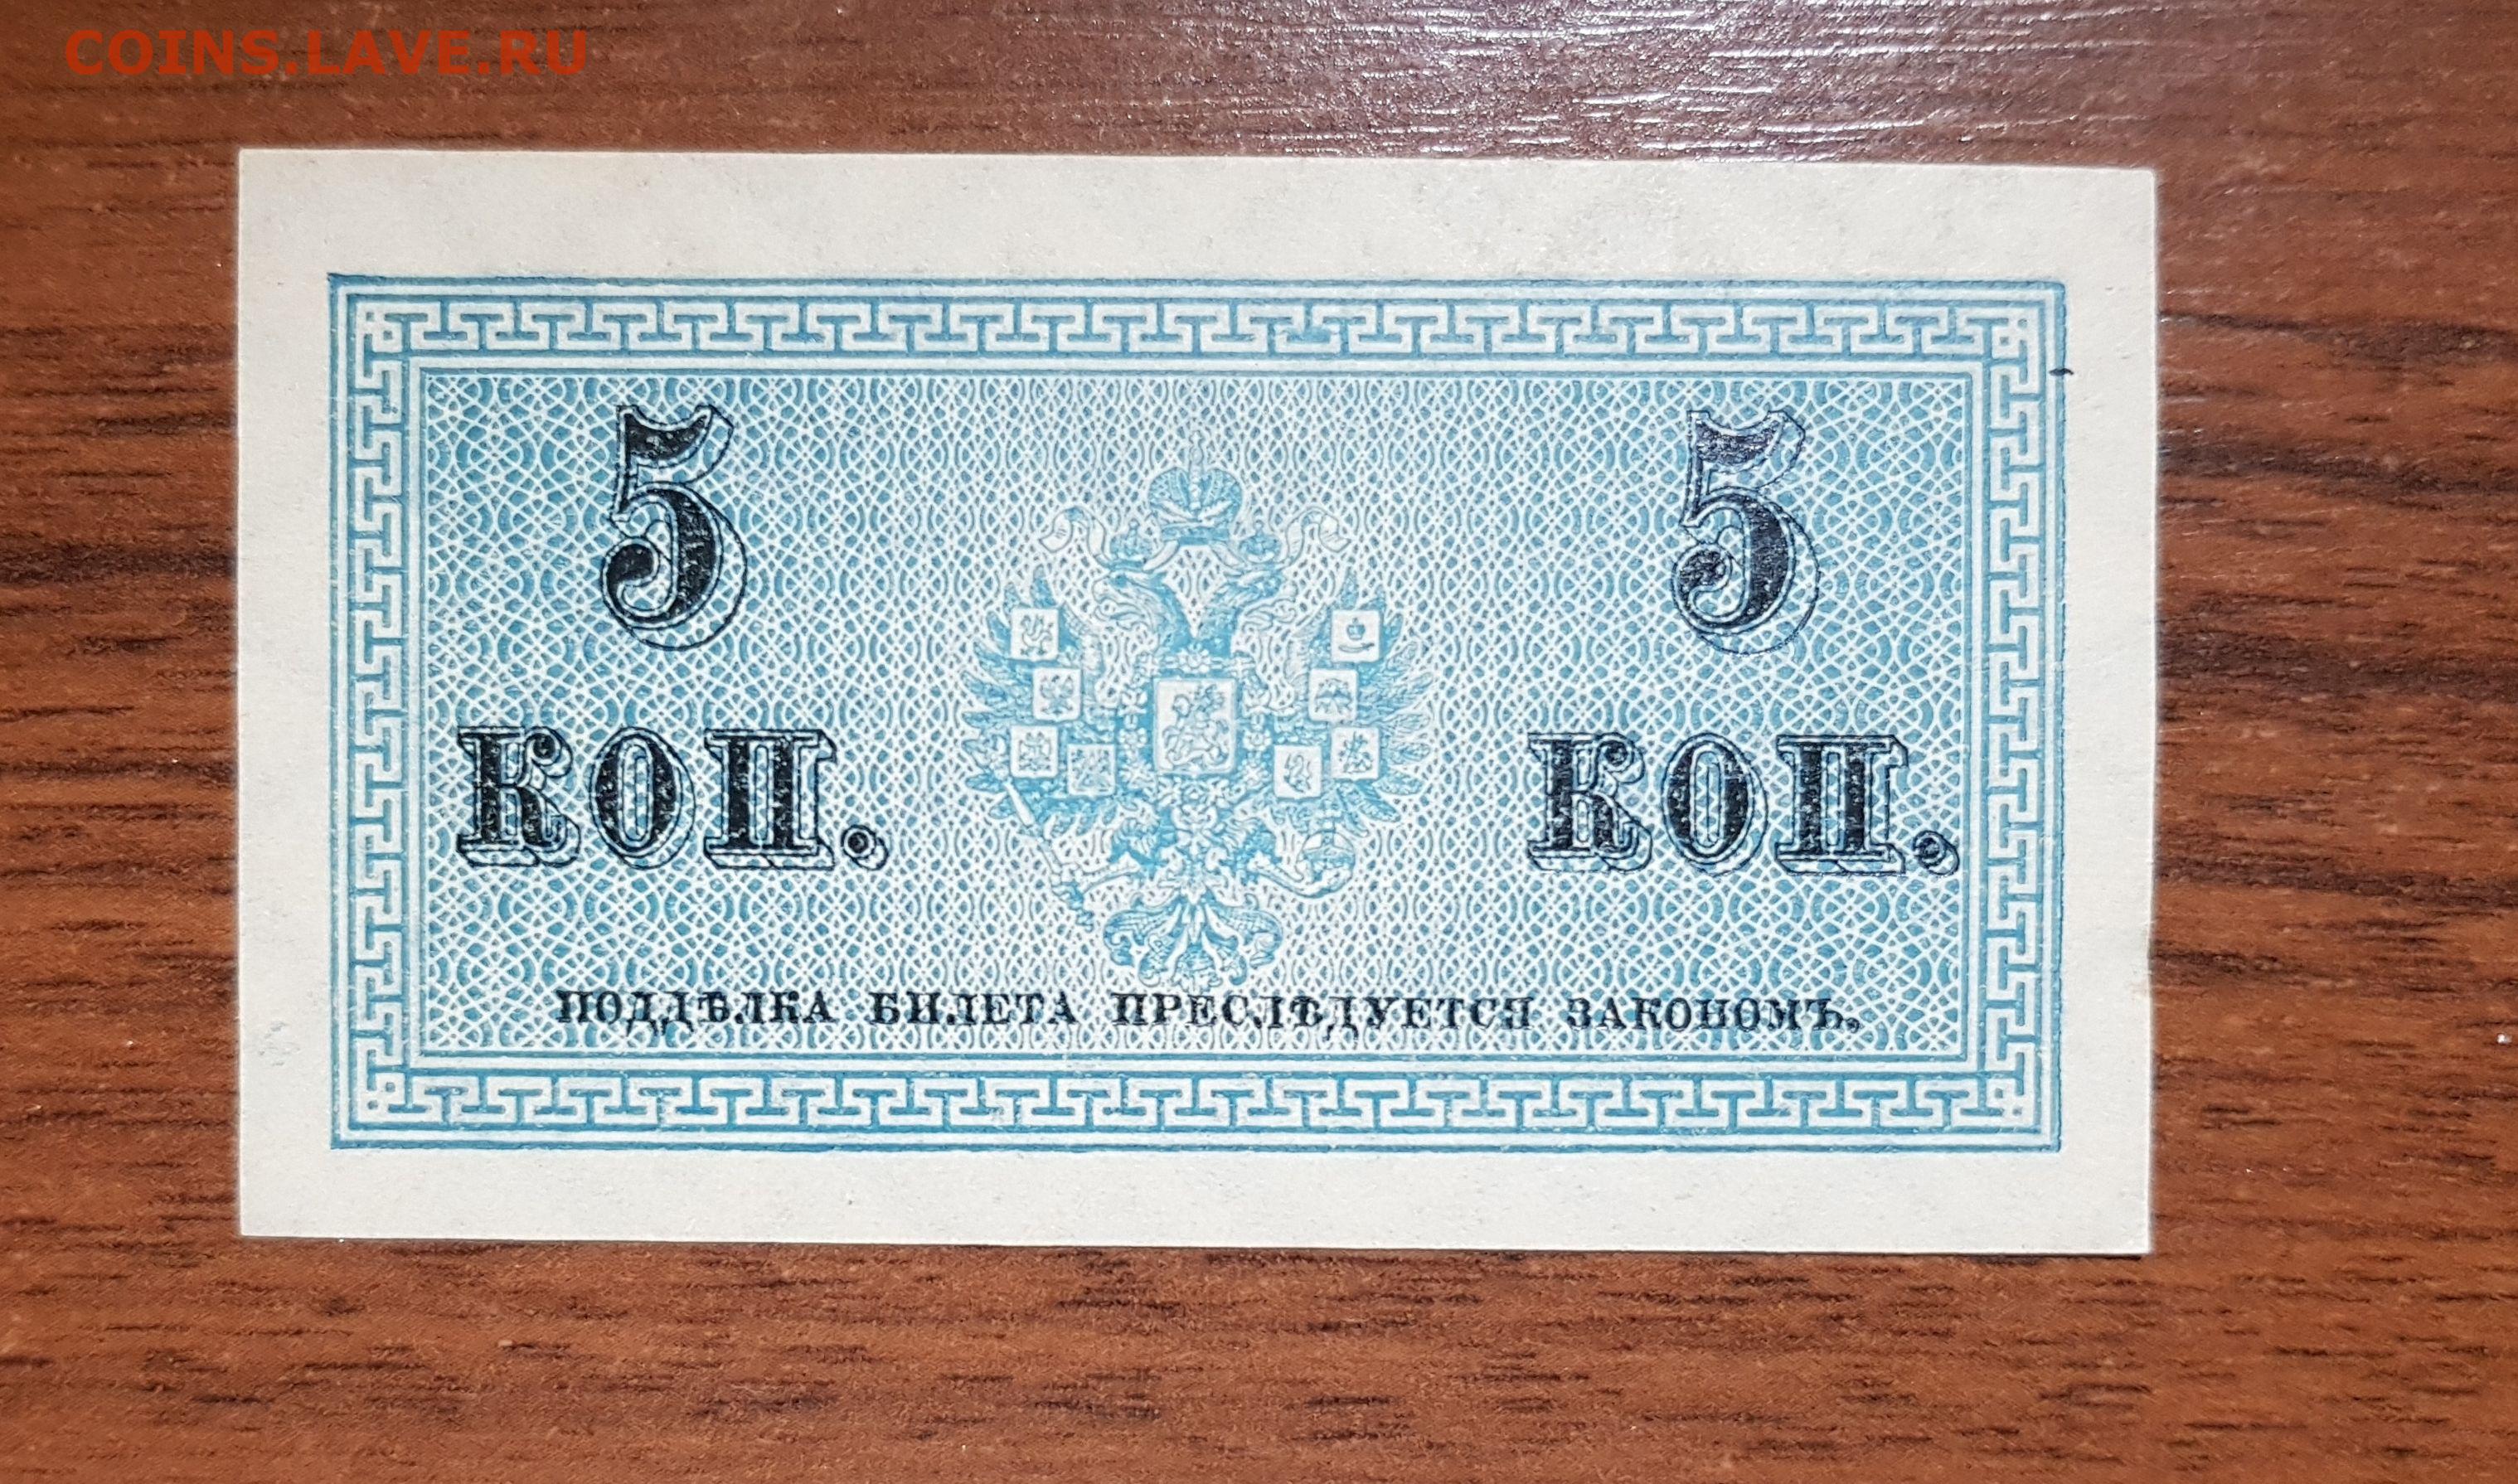 COINS.LAVE.RU
5 5
КОП. КОП.
ПОДДѢЛКА БИЛЕТА ПРЕСЛѢДУЕТСЯ ЗАКОНОМЪ.